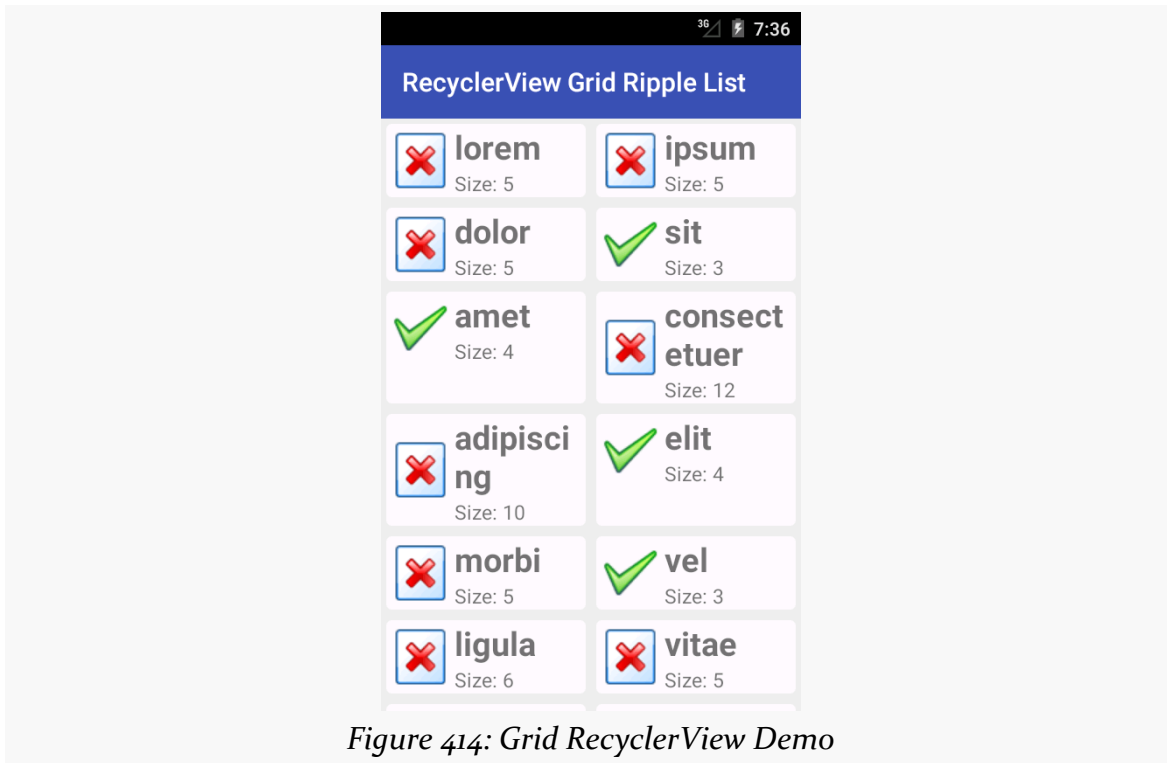 3G 7:36
RecyclerView Grid Ripple List
lorem
Size: 5
ipsum
Size: 5
dolor
Size: 5
sit
Size: 3
amet
Size: 4
consect
etuer
Size: 12
adipisci
ng
Size: 10
elit
Size: 4
morbi
Size: 5
vel
Size: 3
ligula
Size: 6
vitae
Size: 5
Figure 414: Grid RecyclerView Demo